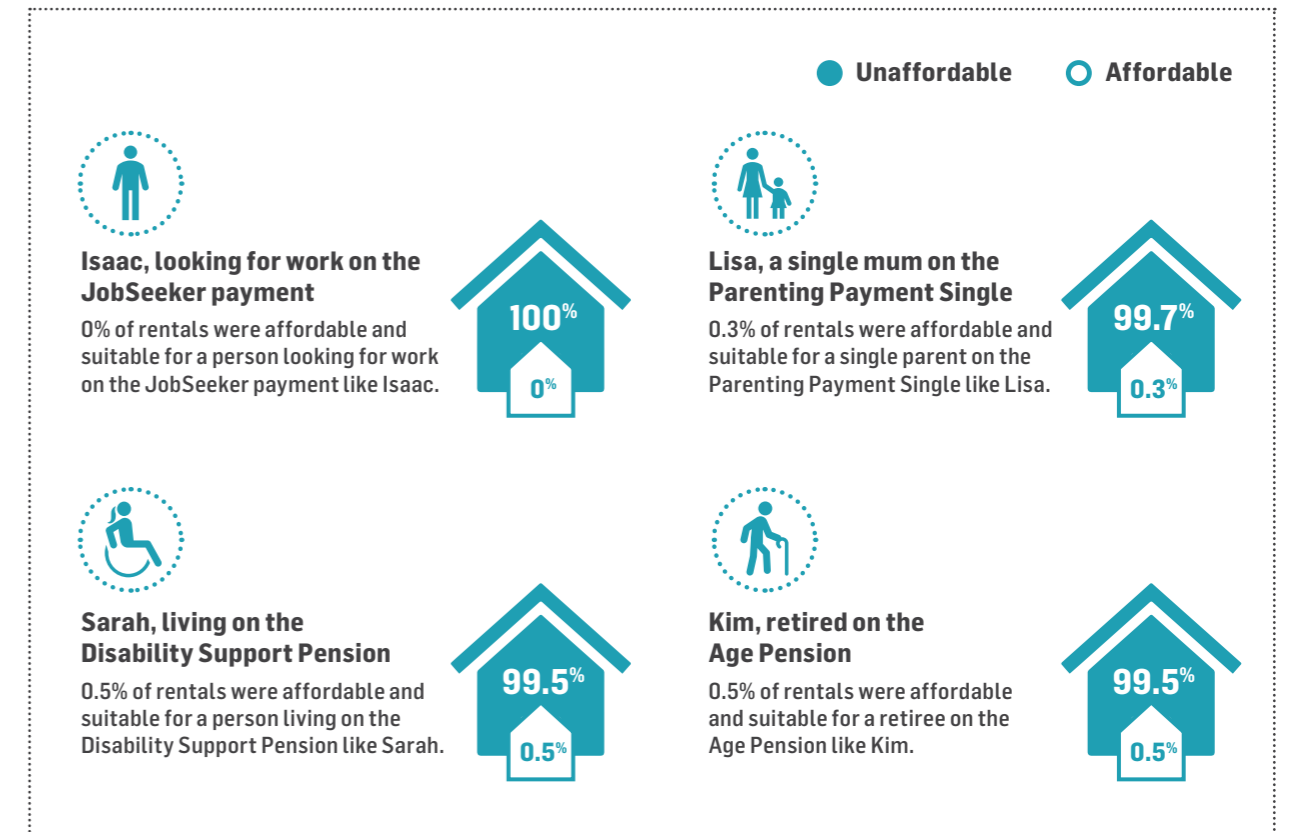 Unaffordable
Affordable
Isaac, looking for work on the
JobSeeker payment
0% of rentals were affordable and
suitable for a person looking for work
on the JobSeeker payment like Isaac.
100%
0%
Lisa, a single mum on the
Parenting Payment Single
0.3% of rentals were affordable and
suitable for a single parent on the
Parenting Payment Single like Lisa.
99.7%
0.3%
Sarah, living on the
Disability Support Pension
0.5% of rentals were affordable and
suitable for a person living on the
Disability Support Pension like Sarah.
99.5%
0.5%
Kim, retired on the
Age Pension
0.5% of rentals were affordable
and suitable for a retiree on the
Age Pension like Kim.
99.5%
0.5%